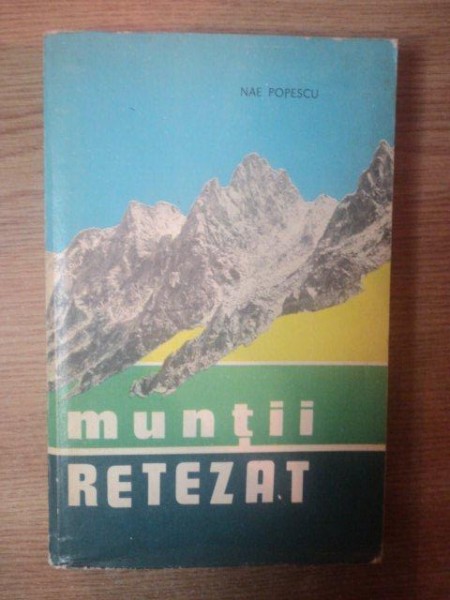 NAE POPESCU
munţii
RETEZAT